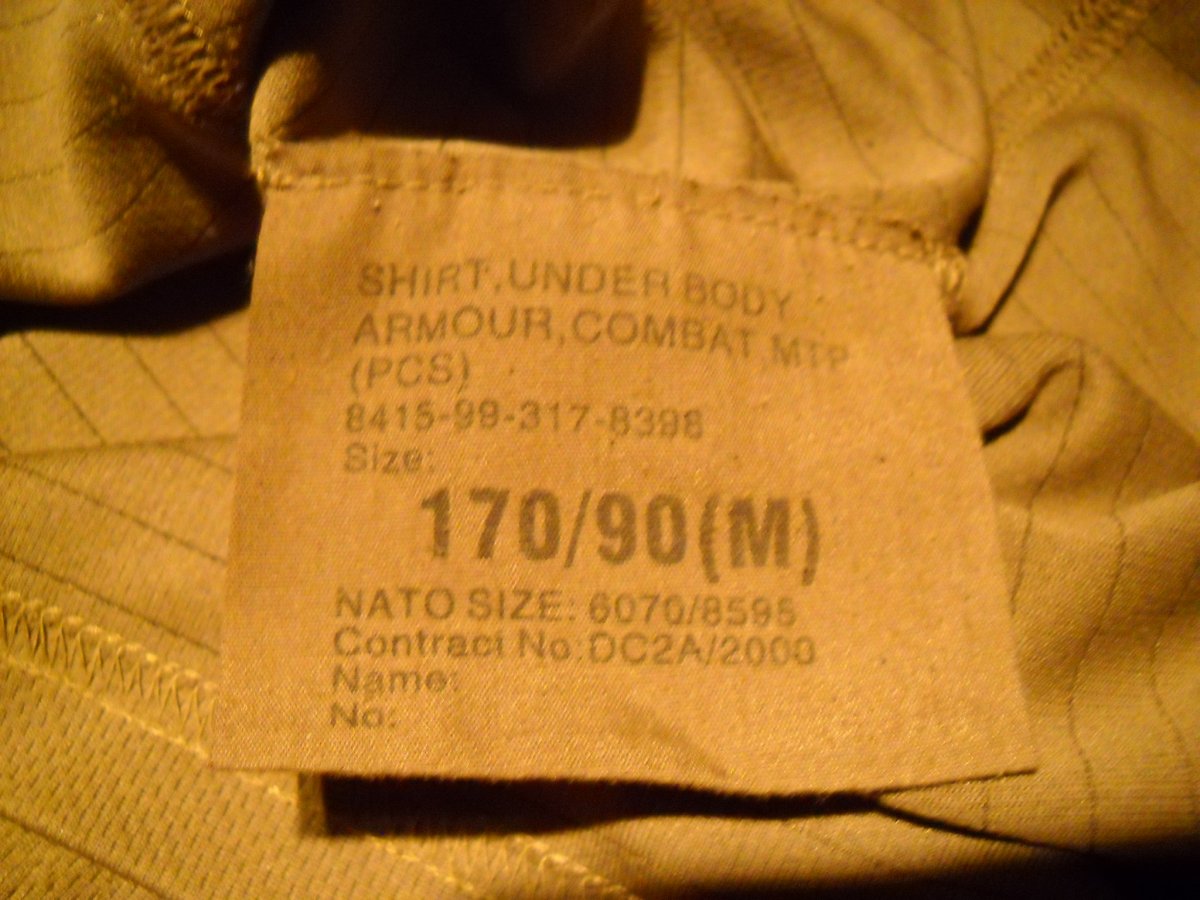 SHIRT,UNDER BODY
ARMOUR,COMBAT,MTP
(PCS)
8415-99-317-8398
Size:
170/90(M)
NATO SIZE: 6070/8595
Contract No:DC2A/2000
Name:
No: